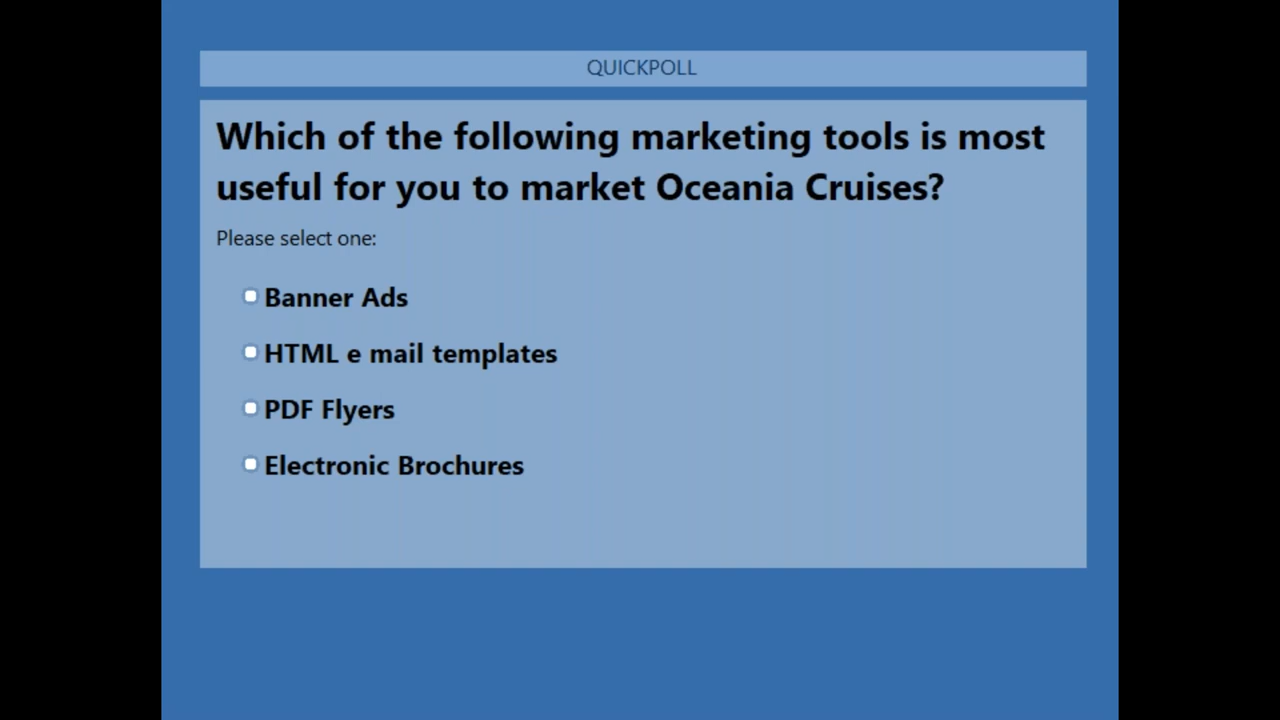 QUICKPOLL
Which of the following marketing tools is most
useful for you to market Oceania Cruises?
Please select one:
Banner Ads
HTML e mail templates
PDF Flyers
Electronic Brochures